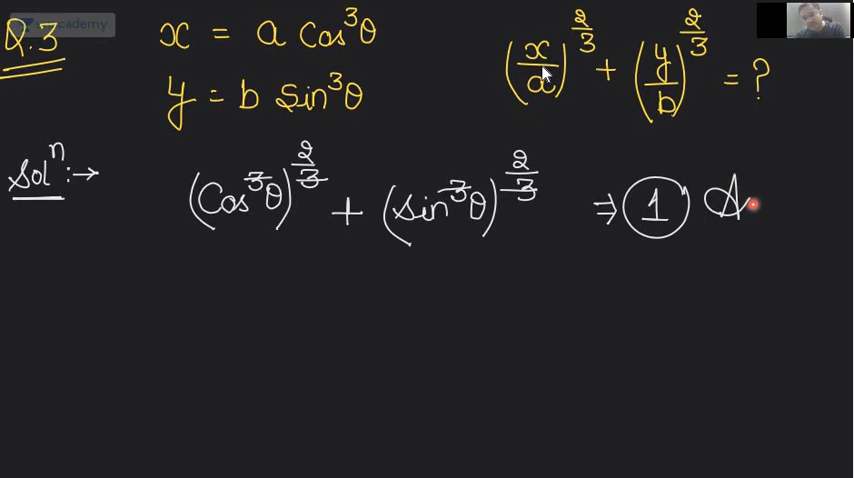 Q.3
x = a Cos³θ
y = b Sin³θ
(x/a)^(2/3) + (y/b)^(2/3) = ?
Solⁿ :→
(Cos³θ)^(2/3) + (sin³θ)^(2/3) ⇒ 1 A